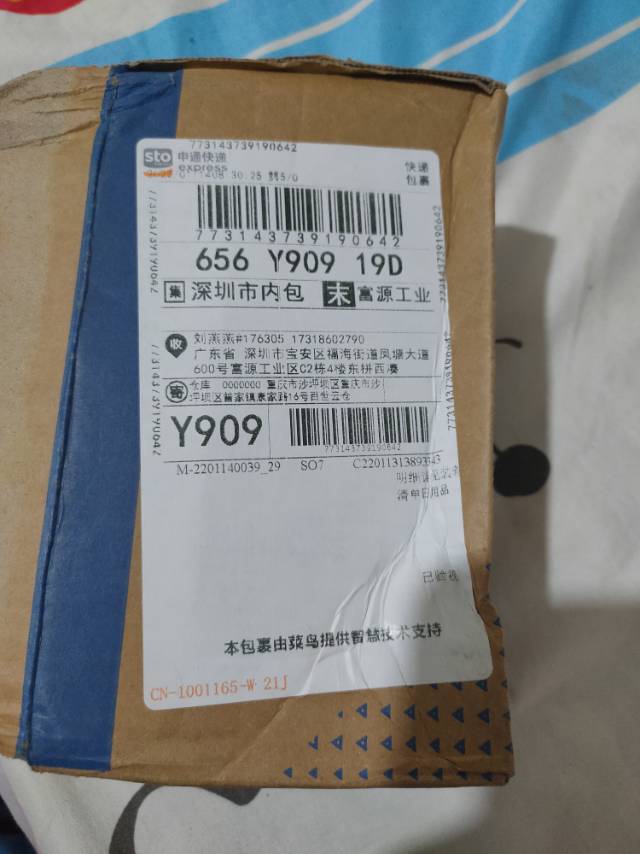 773143739190642
sto 申通快递
express
快递
包裹
773143739190642
656 Y909 19D
集 深圳市内包 末 富源工业
收 刘燕燕#176305 17318602790
广东省 深圳市宝安区福海街道凤塘大道
600号富源工业区C2栋4楼东拼西凑
寄 仓库 0000000 重庆市沙坪坝区重庆市沙
坪坝区曾家镇康家路16号百世云仓
Y909
773143739190642
M-2201140039_29 SO7
清单日用品
已验视
本包裹由菜鸟提供智慧技术支持
CN-1001165-W 21J
773143739190642
773143739190642